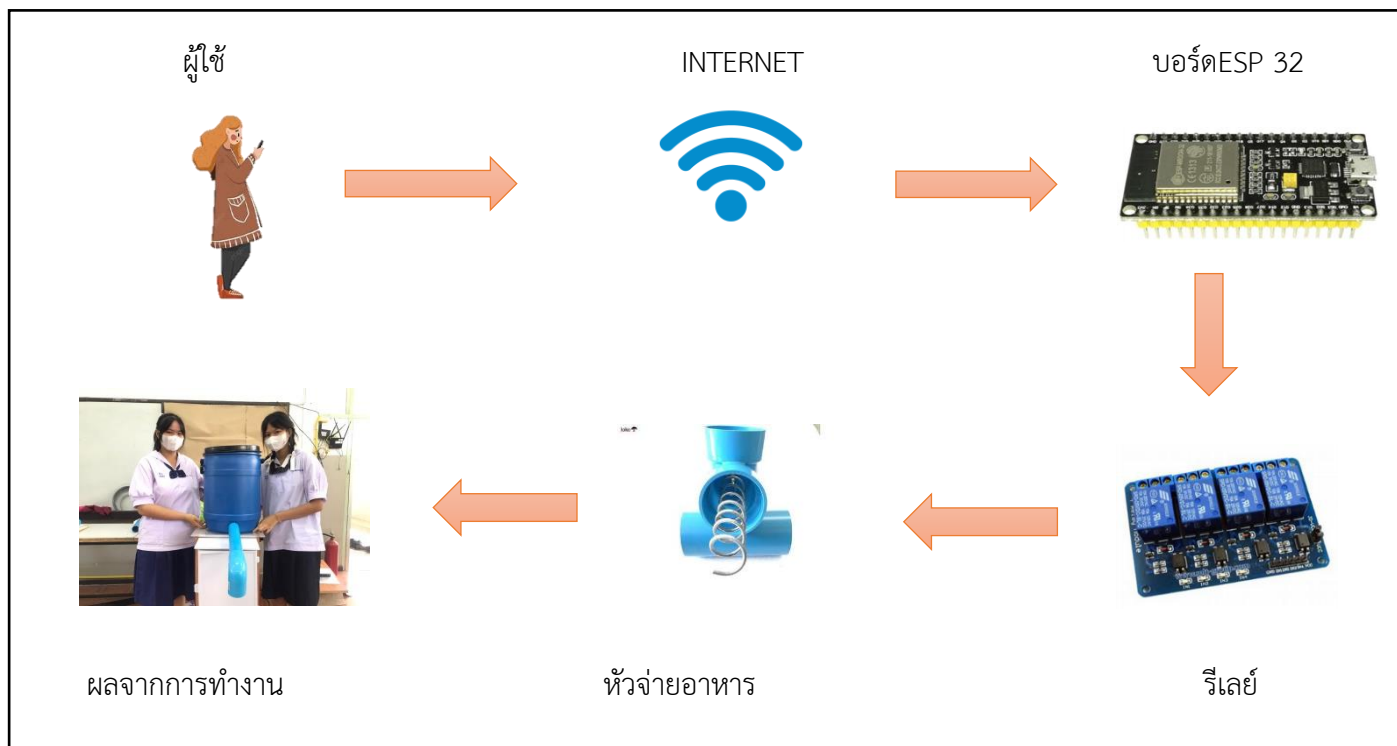 ผู้ใช้
INTERNET
บอร์ดESP 32
ผลจากการทำงาน
หัวจ่ายอาหาร
รีเลย์